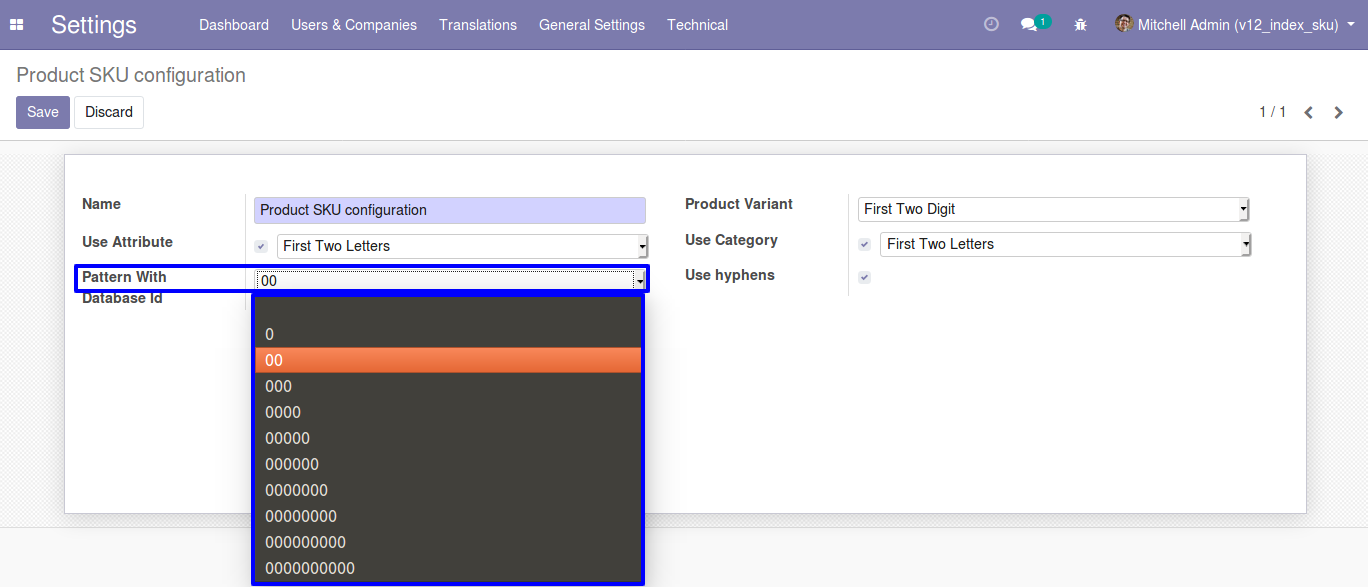 Settings Dashboard Users & Companies Translations General Settings Technical 1 Mitchell Admin (v12_index_sku)
Product SKU configuration
Save Discard 1 / 1
Name Product SKU configuration Product Variant First Two Digit
Use Attribute First Two Letters Use Category First Two Letters
Pattern With 00 Use hyphens
Database Id
0
00
000
0000
00000
000000
0000000
00000000
000000000
0000000000